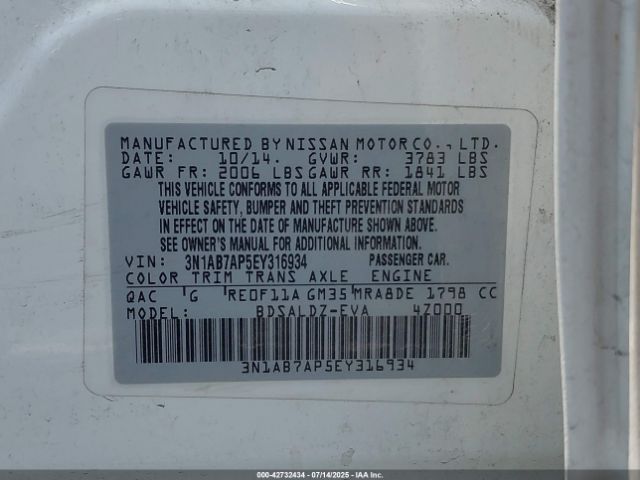 MANUFACTURED BY NISSAN MOTOR CO., LTD.
DATE: 10/14. GVWR: 3783 LBS
GAWR FR: 2006 LBS GAWR RR: 1841 LBS
THIS VEHICLE CONFORMS TO ALL APPLICABLE FEDERAL MOTOR
VEHICLE SAFETY, BUMPER AND THEFT PREVENTION STANDARDS
IN EFFECT ON THE DATE OF MANUFACTURE SHOWN ABOVE.
SEE OWNER'S MANUAL FOR ADDITIONAL INFORMATION.
VIN: 3N1AB7AP5EY316934 PASSENGER CAR.
COLOR TRIM TRANS AXLE ENGINE
QAC G RE0F11A GM35 MRA8DE 1798 CC
MODEL: BDSALDZ-EVA 4Z000
3N1AB7AP5EY316934
000-42732434 - 07/14/2025 - IAAI.com